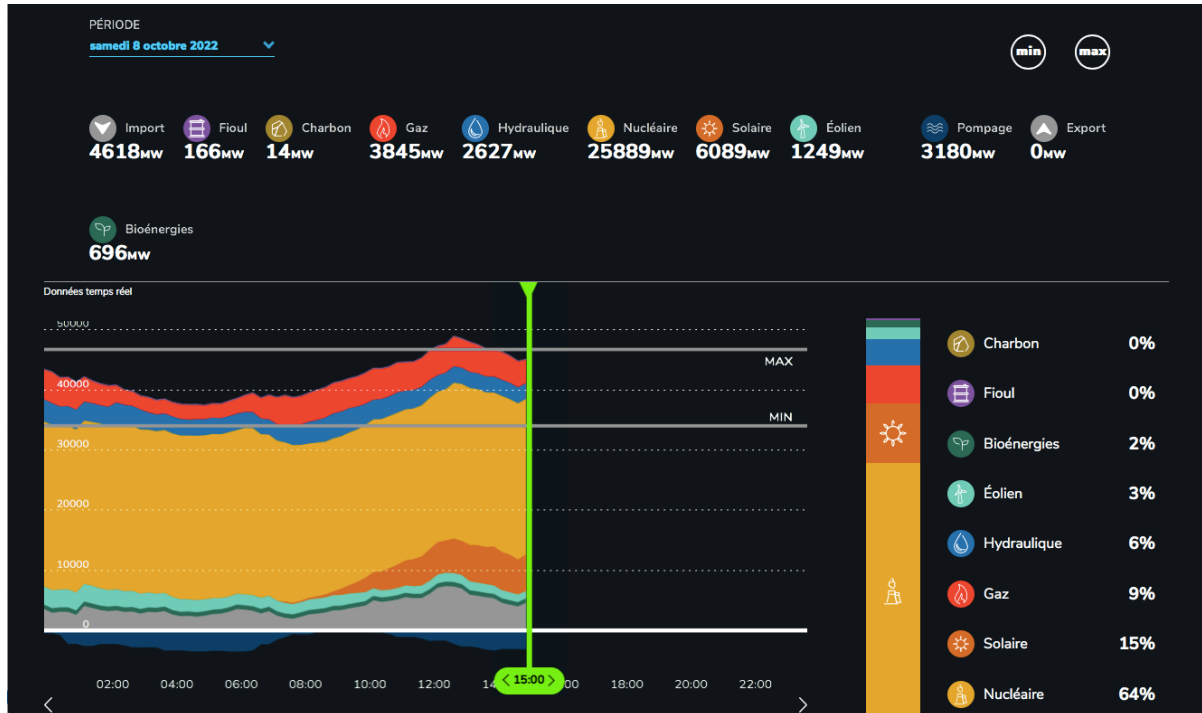 PÉRIODE
samedi 8 octobre 2022
min max
Import Fioul Charbon Gaz Hydraulique Nucléaire Solaire Éolien Pompage Export
4618MW 166MW 14MW 3845MW 2627MW 25889MW 6089MW 1249MW 3180MW 0MW
Bioénergies
696MW
Données temps réel
50000
MAX
40000
MIN
30000
20000
10000
0
02:00 04:00 06:00 08:00 10:00 12:00 14 < 15:00 > 00 18:00 20:00 22:00
< >
Charbon 0%
Fioul 0%
Bioénergies 2%
Éolien 3%
Hydraulique 6%
Gaz 9%
Solaire 15%
Nucléaire 64%